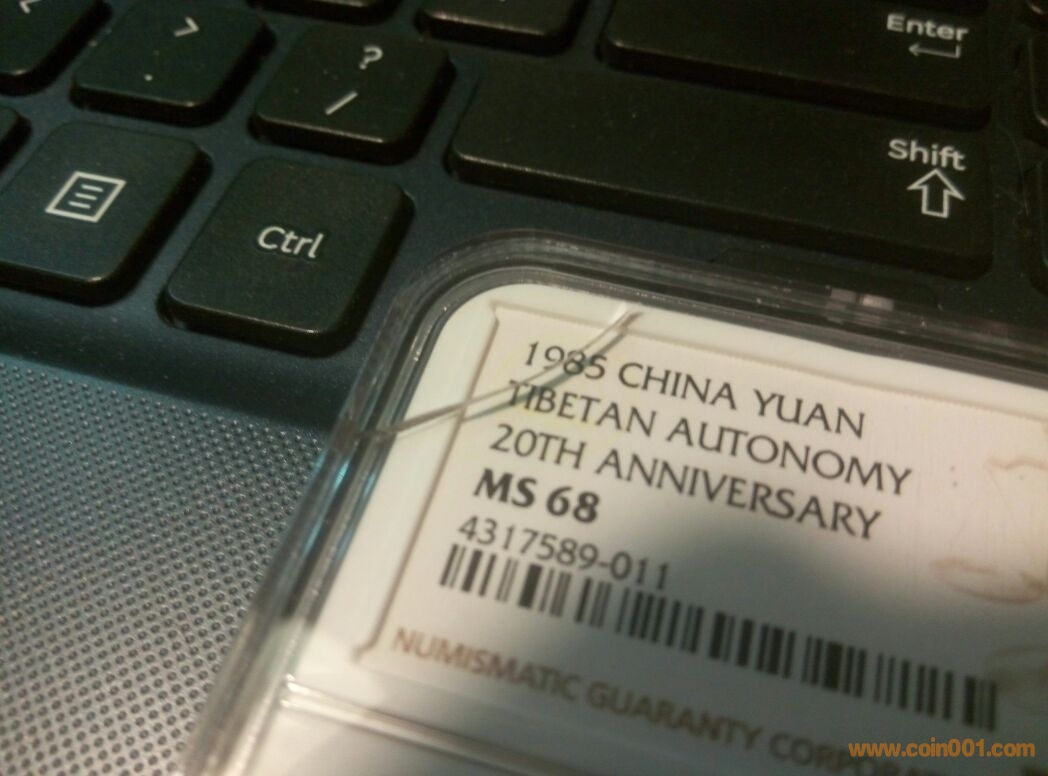 Enter
> .
? /
Shift
Ctrl
1985 CHINA YUAN
TIBETAN AUTONOMY
20TH ANNIVERSARY
MS 68
4317589-011
NUMISMATIC GUARANTY
www.coin001.com